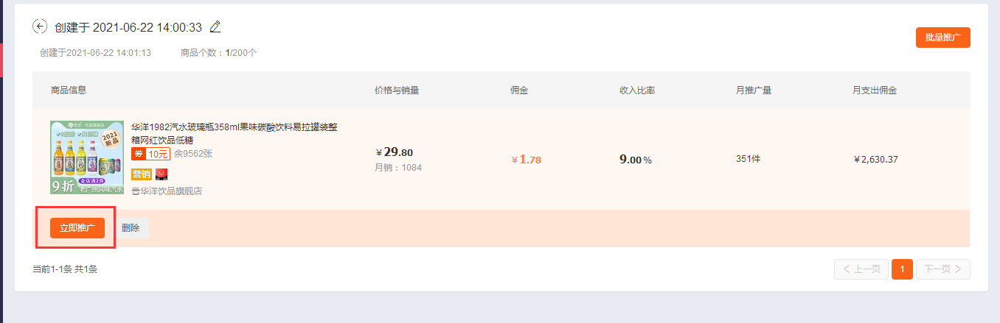 创建于 2021-06-22 14:00:33
批量推广
创建于2021-06-22 14:01:13 商品个数：1/200个
商品信息 价格与销量 佣金 收入比率 月推广量 月支出佣金
华洋1982汽水玻璃瓶358ml果味碳酸饮料易拉罐装整
箱网红饮品低糖
券 10元 余9562张
营销
华洋饮品旗舰店
2021
新品
全店满2件
9折
老广州风味汽水
￥29.80
月销：1084
￥1.78
9.00 %
351件
￥2,630.37
立即推广 删除
当前1-1条 共1条
上一页 1 下一页